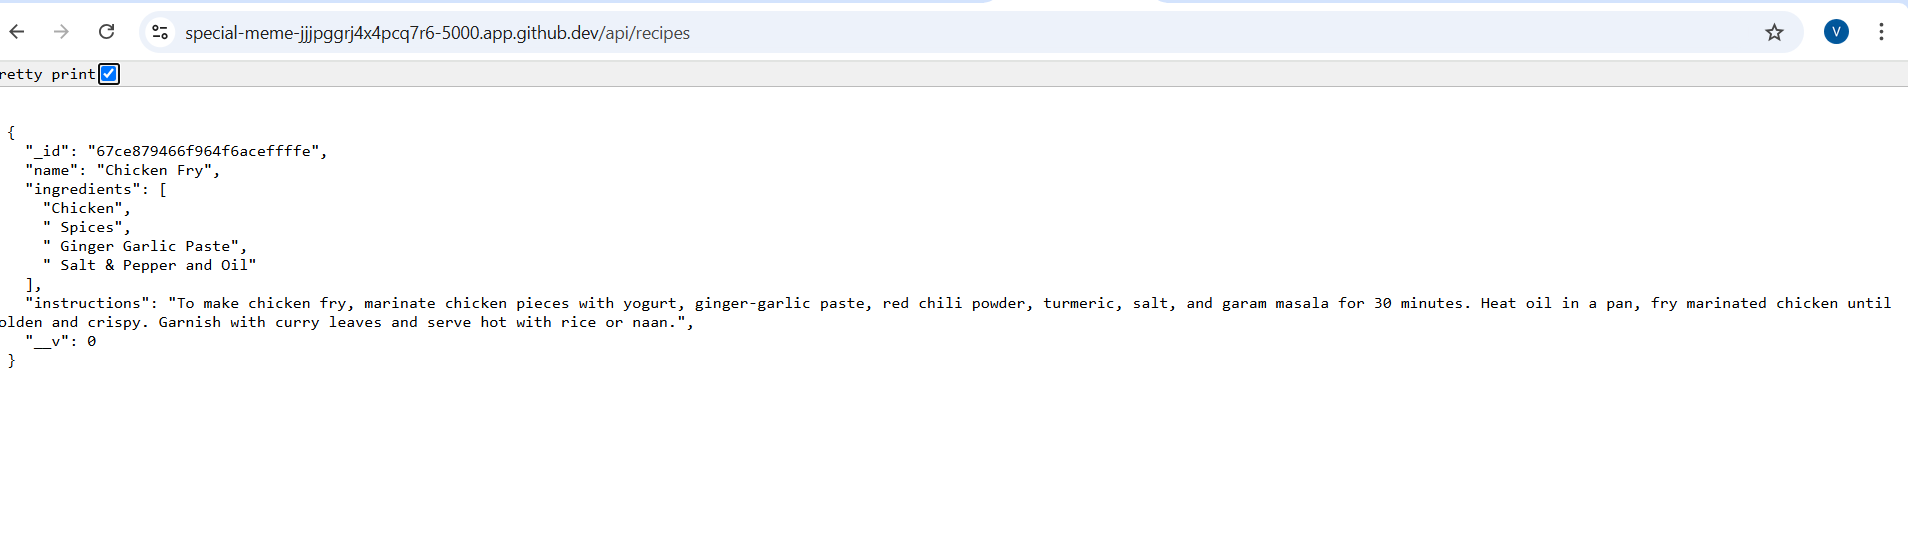 special-meme-jjjpggrj4x4pcq7r6-5000.app.github.dev/api/recipes
V
retty print
{
"_id": "67ce879466f964f6aceffffe",
"name": "Chicken Fry",
"ingredients": [
"Chicken",
" Spices",
" Ginger Garlic Paste",
" Salt & Pepper and Oil"
],
"instructions": "To make chicken fry, marinate chicken pieces with yogurt, ginger-garlic paste, red chili powder, turmeric, salt, and garam masala for 30 minutes. Heat oil in a pan, fry marinated chicken until
olden and crispy. Garnish with curry leaves and serve hot with rice or naan.",
"__v": 0
}